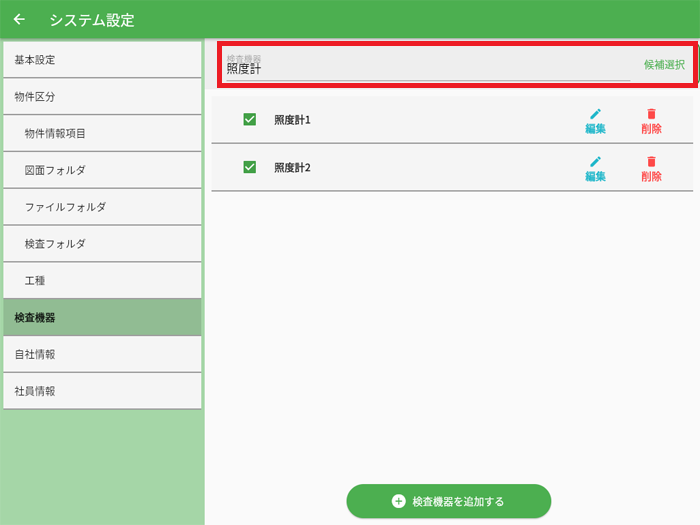 システム設定
基本設定
物件区分
物件情報項目
図面フォルダ
ファイルフォルダ
検査フォルダ
工種
検査機器
自社情報
社員情報
検査機器
照度計
候補選択
照度計1
編集
削除
照度計2
編集
削除
検査機器を追加する